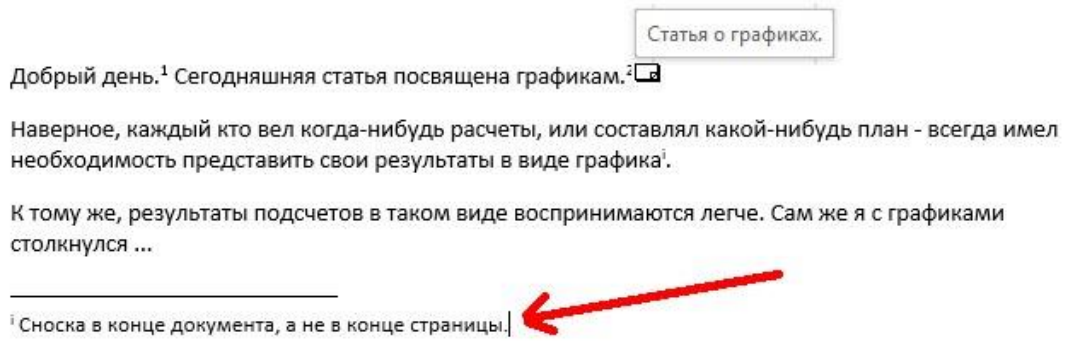 Статья о графиках.
Добрый день.¹ Сегодняшняя статья посвящена графикам.²
Наверное, каждый кто вел когда-нибудь расчеты, или составлял какой-нибудь план - всегда имел
необходимость представить свои результаты в виде графикаⁱ.
К тому же, результаты подсчетов в таком виде воспринимаются легче. Сам же я с графиками
столкнулся ...
ⁱ Сноска в конце документа, а не в конце страницы.